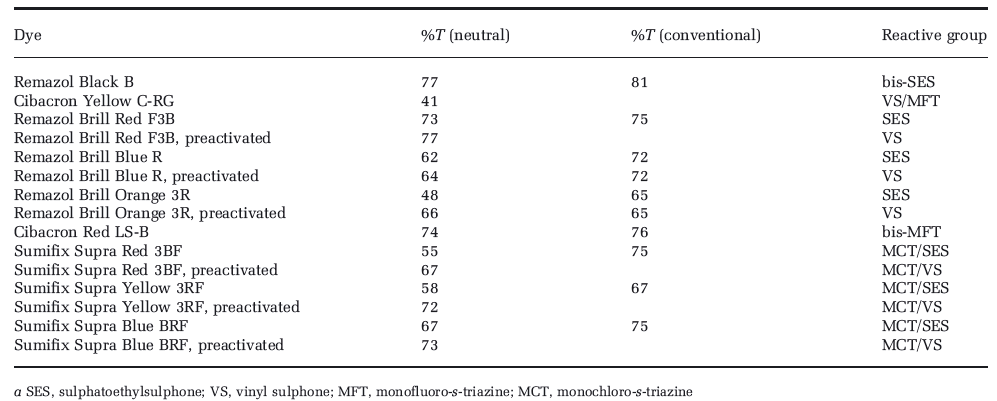 Dye %T (neutral) %T (conventional) Reactive group
Remazol Black B 77 81 bis-SES
Cibacron Yellow C-RG 41 VS/MFT
Remazol Brill Red F3B 73 75 SES
Remazol Brill Red F3B, preactivated 77 VS
Remazol Brill Blue R 62 72 SES
Remazol Brill Blue R, preactivated 64 72 VS
Remazol Brill Orange 3R 48 65 SES
Remazol Brill Orange 3R, preactivated 66 65 VS
Cibacron Red LS-B 74 76 bis-MFT
Sumifix Supra Red 3BF 55 75 MCT/SES
Sumifix Supra Red 3BF, preactivated 67 MCT/VS
Sumifix Supra Yellow 3RF 58 67 MCT/SES
Sumifix Supra Yellow 3RF, preactivated 72 MCT/VS
Sumifix Supra Blue BRF 67 75 MCT/SES
Sumifix Supra Blue BRF, preactivated 73 MCT/VS
a SES, sulphatoethylsulphone; VS, vinyl sulphone; MFT, monofluoro-s-triazine; MCT, monochloro-s-triazine